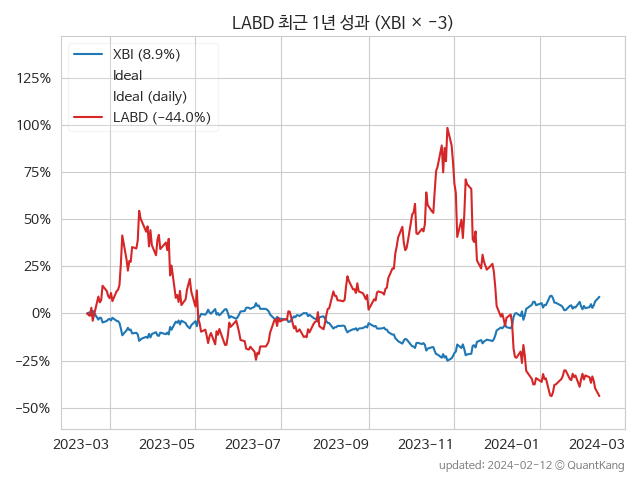 LABD 최근 1년 성과 (XBI × −3)
XBI (8.9%)
Ideal
Ideal (daily)
LABD (−44.0%)
125%
100%
75%
50%
25%
0%
−25%
−50%
2023-03 2023-05 2023-07 2023-09 2023-11 2024-01 2024-03
updated: 2024-02-12 © QuantKang